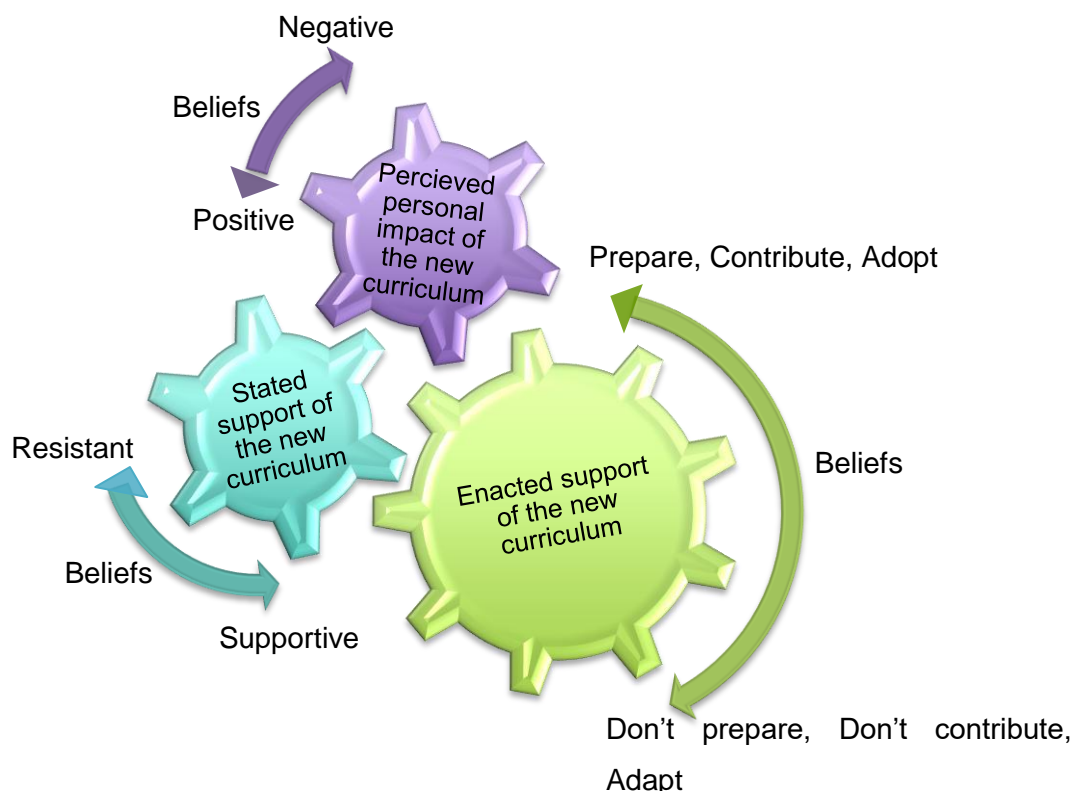 Negative
Beliefs
Positive
Percieved
personal
impact of
the new
curriculum
Prepare, Contribute, Adopt
Stated
support of
the new
curriculum
Resistant
Beliefs
Supportive
Enacted support
of the new
curriculum
Beliefs
Don’t prepare, Don’t contribute,
Adapt